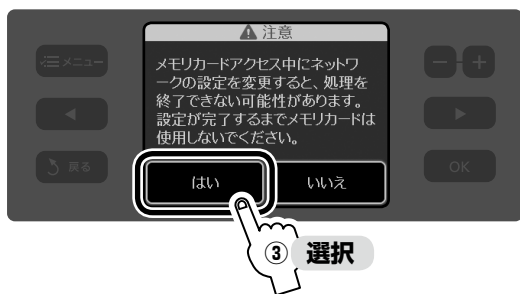 注意
メニュー
メモリカードアクセス中にネットワ
ークの設定を変更すると、処理を
終了できない可能性があります。
設定が完了するまでメモリカードは
使用しないでください。
戻る
OK
はい
いいえ
③ 選択